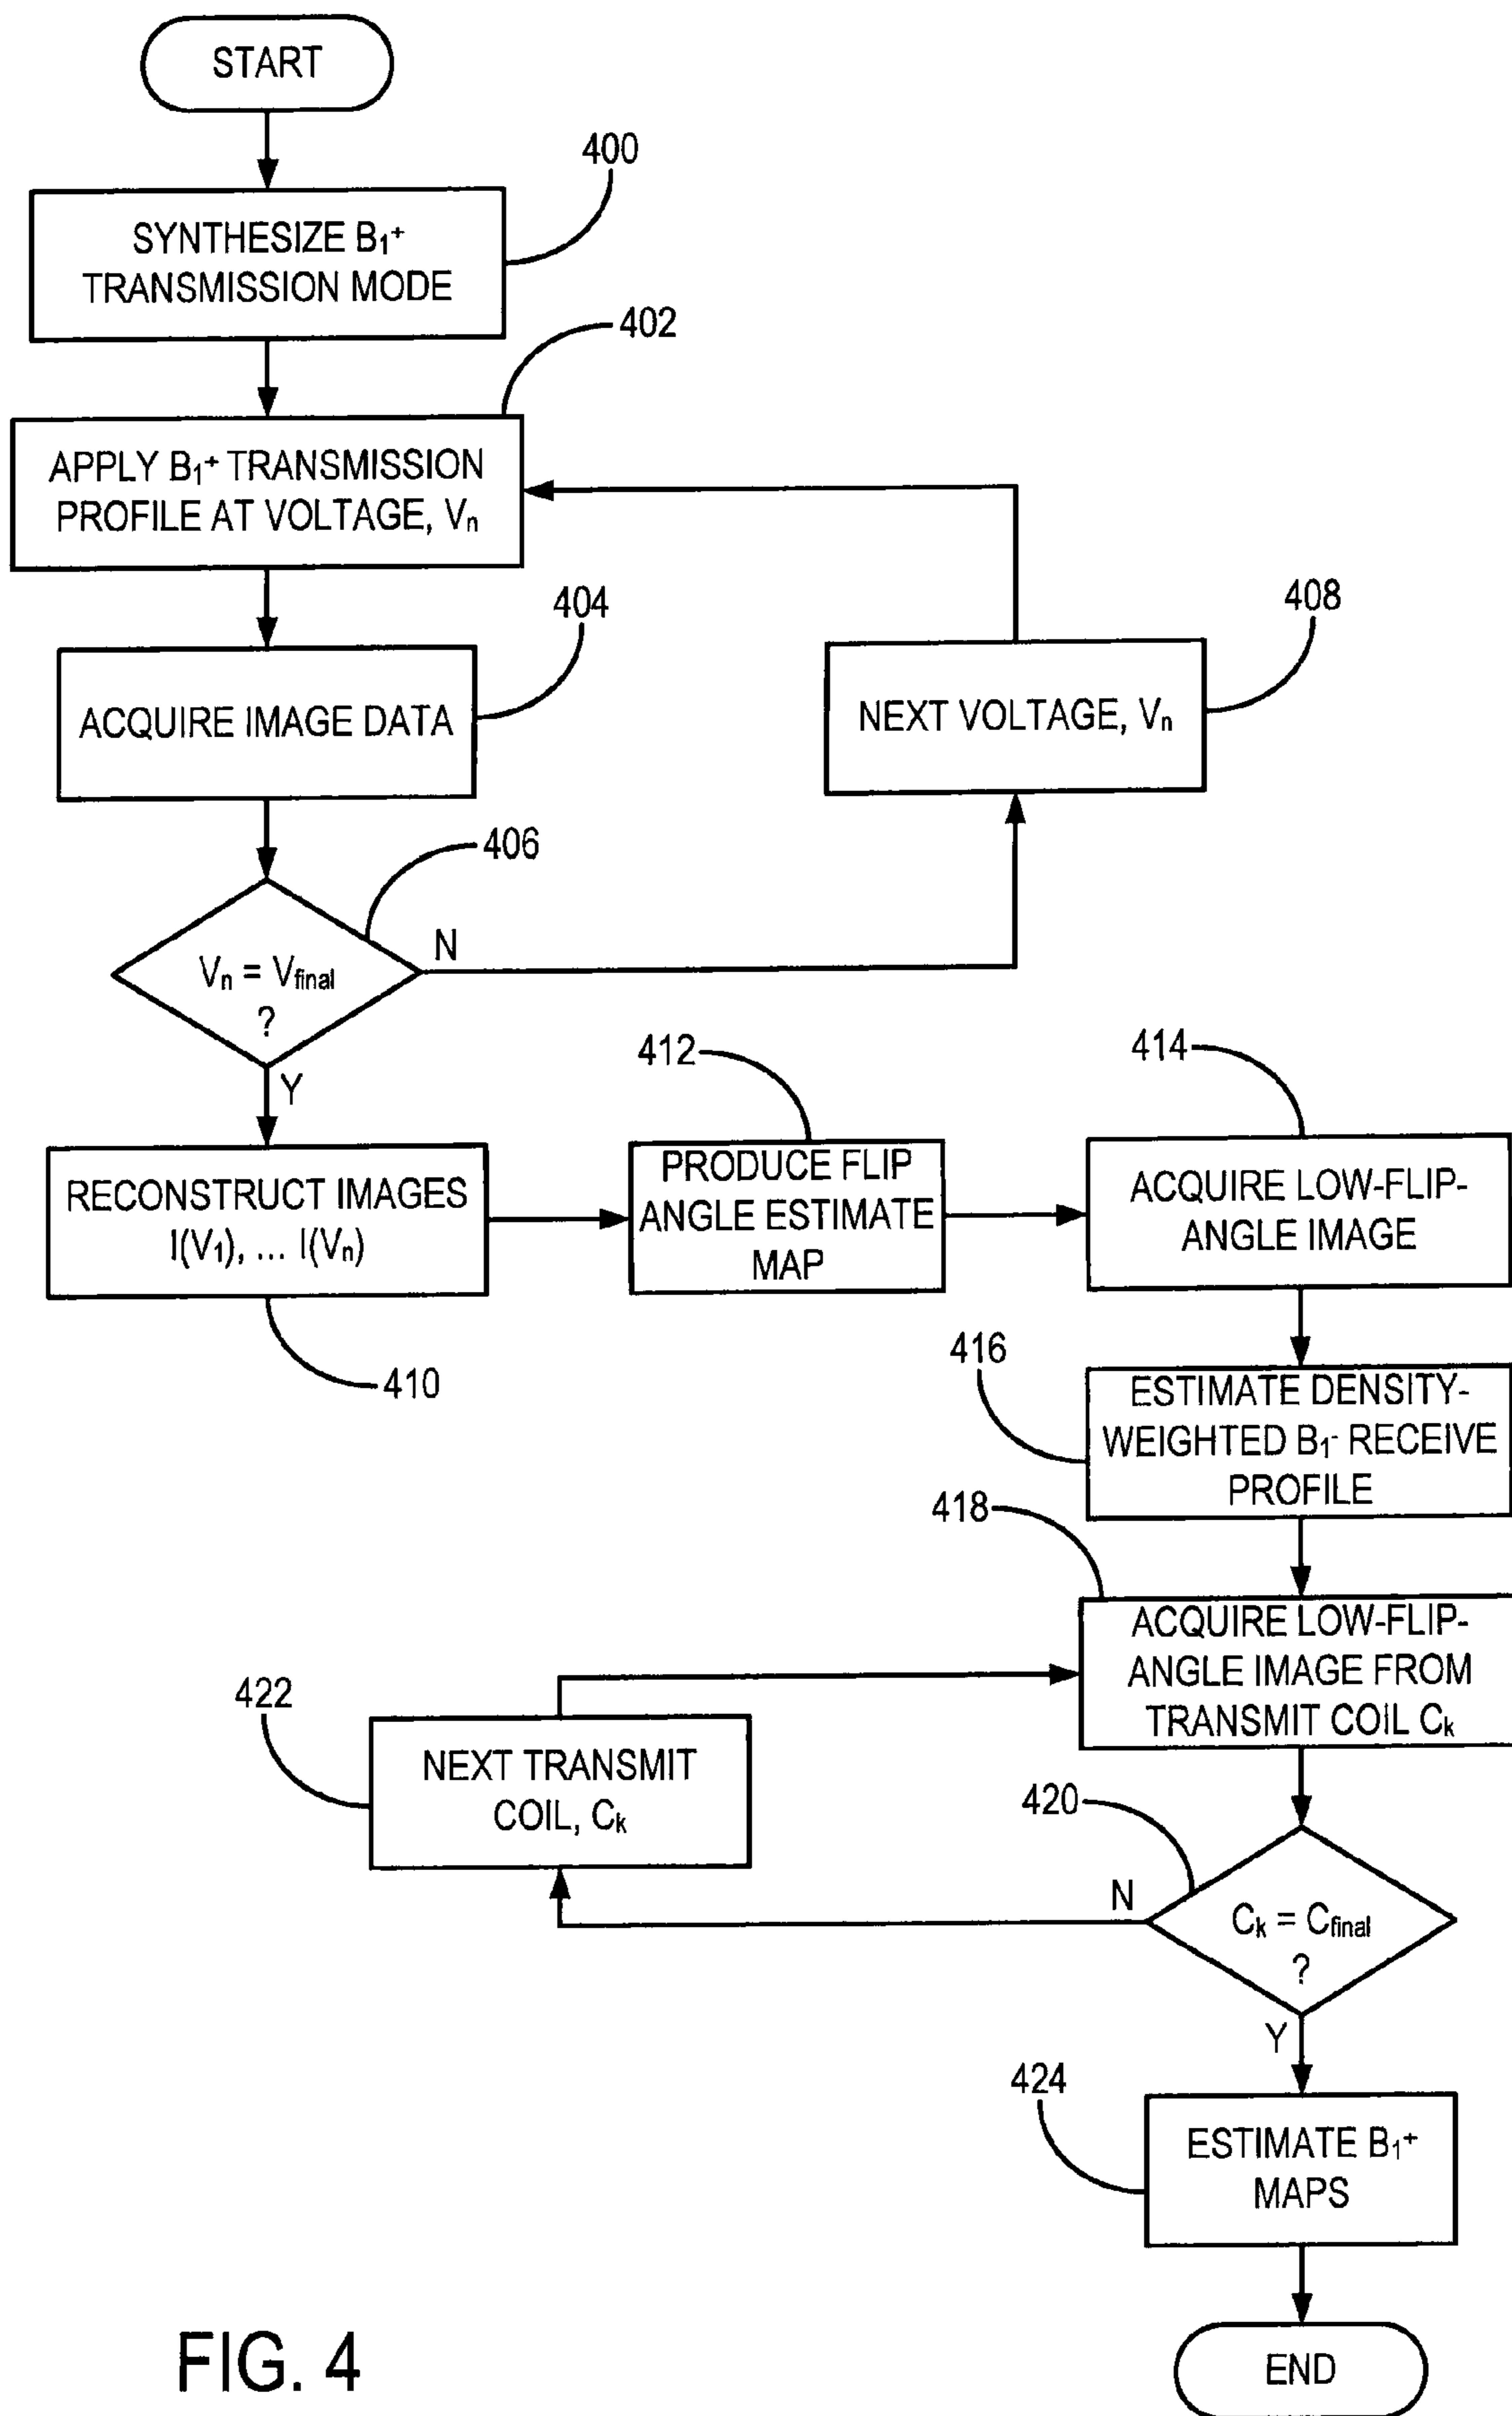 START
400
SYNTHESIZE B₁⁺
TRANSMISSION MODE
402
APPLY B₁⁺ TRANSMISSION
PROFILE AT VOLTAGE, Vₙ
404
ACQUIRE IMAGE DATA
408
NEXT VOLTAGE, Vₙ
406
Vₙ = V_final
?
N
Y
RECONSTRUCT IMAGES
I(V₁), ... I(Vₙ)
410
412
PRODUCE FLIP
ANGLE ESTIMATE
MAP
414
ACQUIRE LOW-FLIP-
ANGLE IMAGE
416
ESTIMATE DENSITY-
WEIGHTED B₁⁻ RECEIVE
PROFILE
418
ACQUIRE LOW-FLIP-
ANGLE IMAGE FROM
TRANSMIT COIL Cₖ
422
NEXT TRANSMIT
COIL, Cₖ
420
Cₖ = C_final
?
N
Y
424
ESTIMATE B₁⁺
MAPS
END
FIG. 4